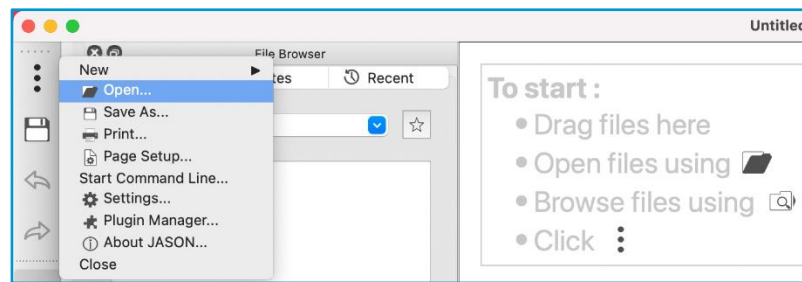 Untitled
File Browser
tes
Recent
New
Open...
Save As...
Print...
Page Setup...
Start Command Line...
Settings...
Plugin Manager...
About JASON...
Close
To start :
• Drag files here
• Open files using
• Browse files using
• Click